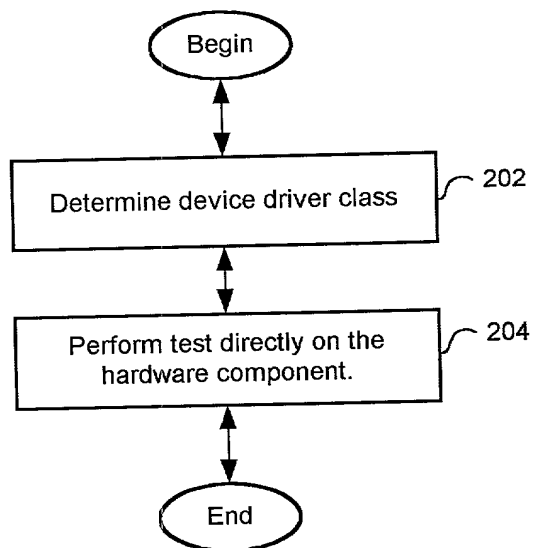 Begin
Determine device driver class
202
Perform test directly on the
hardware component.
204
End